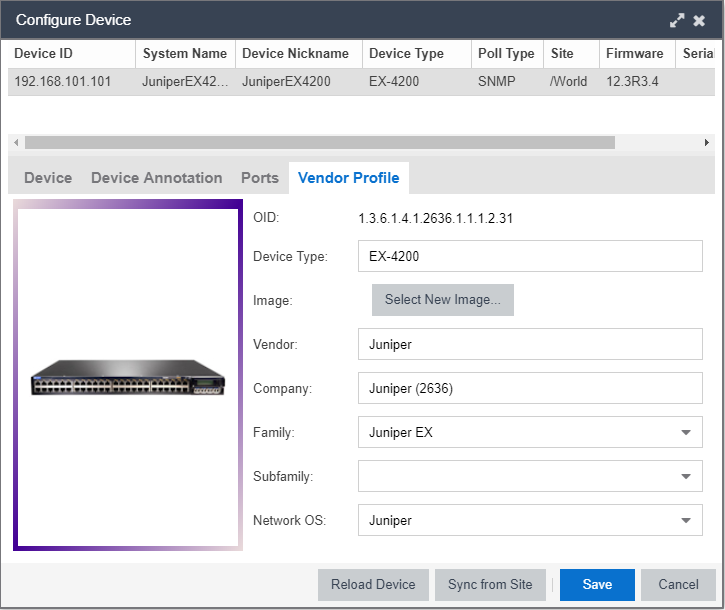 Configure Device
Device ID System Name Device Nickname Device Type Poll Type Site Firmware Serial
192.168.101.101 JuniperEX42... JuniperEX4200 EX-4200 SNMP /World 12.3R3.4
Device Device Annotation Ports Vendor Profile
OID: 1.3.6.1.4.1.2636.1.1.1.2.31
Device Type: EX-4200
Image: Select New Image...
Vendor: Juniper
Company: Juniper (2636)
Family: Juniper EX
Subfamily:
Network OS: Juniper
Reload Device Sync from Site Save Cancel